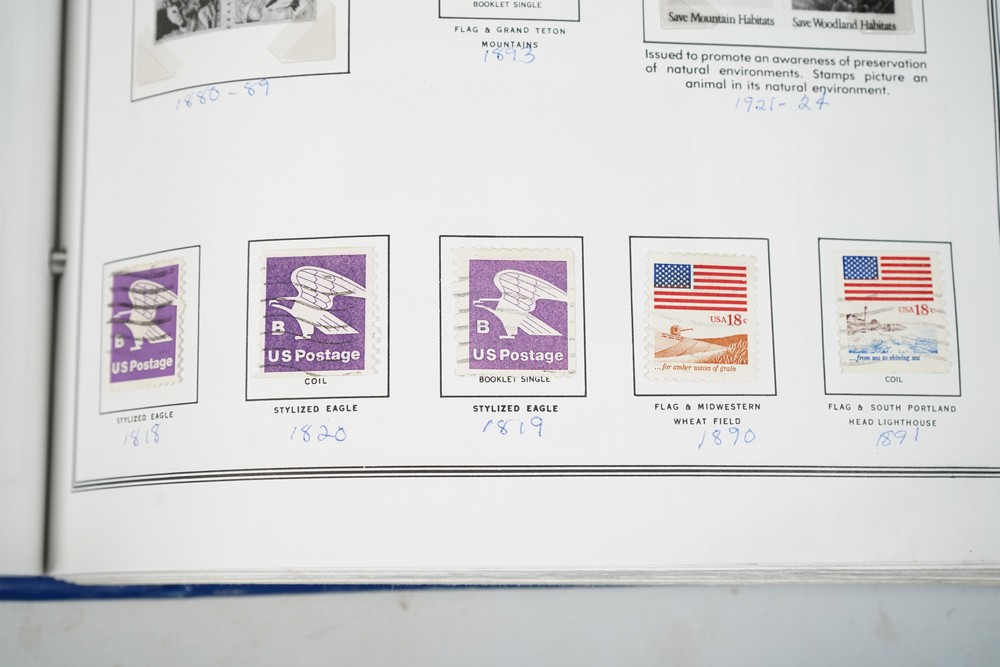 BOOKLET SINGLE
FLAG & GRAND TETON
MOUNTAINS
1893
1880-89
Save Mountain Habitats
Save Woodland Habitats
Issued to promote an awareness of preservation
of natural environments. Stamps picture an
animal in its natural environment.
1921-24
B
US Postage
STYLIZED EAGLE
1818
B
US Postage
COIL
STYLIZED EAGLE
1820
B
US Postage
BOOKLET SINGLE
STYLIZED EAGLE
1819
USA 18c
...for amber waves of grain
FLAG & MIDWESTERN
WHEAT FIELD
1890
USA 18c
...from sea to shining sea
COIL
FLAG & SOUTH PORTLAND
HEAD LIGHTHOUSE
1891